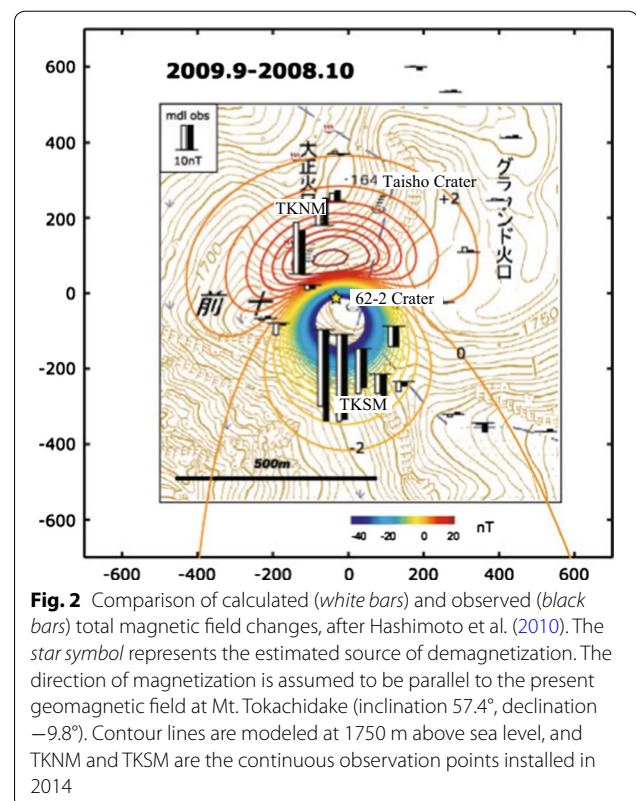 600
400
200
0
-200
-400
-600
2009.9-2008.10
mdl obs
10nT
大正火口
·164
Taisho Crater
グラウンド火口
+2
TKNM
1700
62-2 Crater
前十
1750
0
TKSM
-2
500m
-40 -20 0 20 nT
-600 -400 -200 0 200 400 600
Fig. 2 Comparison of calculated (white bars) and observed (black
bars) total magnetic field changes, after Hashimoto et al. (2010). The
star symbol represents the estimated source of demagnetization. The
direction of magnetization is assumed to be parallel to the present
geomagnetic field at Mt. Tokachidake (inclination 57.4°, declination
−9.8°). Contour lines are modeled at 1750 m above sea level, and
TKNM and TKSM are the continuous observation points installed in
2014